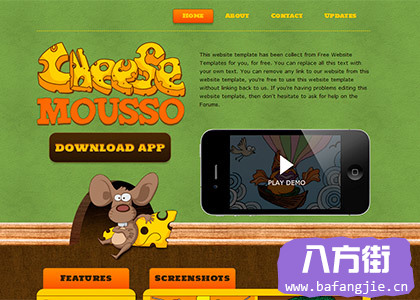 Home About Contact Updates
Cheese
MOUSSO
This website template has been collect from Free Website
Templates for you, for free. You can replace all this text with
your own text. You can remove any link to our website from this
website template, you're free to use this website template
without linking back to us. If you're having problems editing the
website template, then don't hesitate to ask for help on the
Forums.
DOWNLOAD APP
PLAY DEMO
Features Screenshots
八方街
www.bafangjie.cn